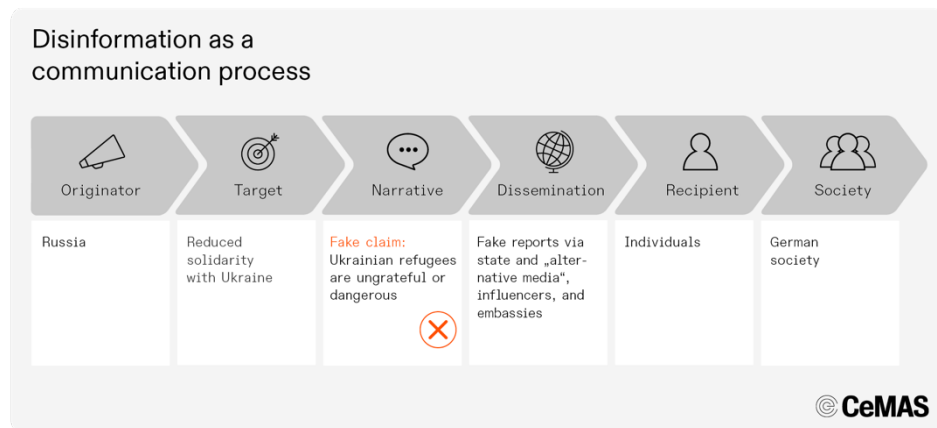 Disinformation as a
communication process
Originator
Target
Narrative
Dissemination
Recipient
Society
Russia
Reduced
solidarity
with Ukraine
Fake claim:
Ukrainian refugees
are ungrateful or
dangerous
Fake reports via
state and „alter-
native media“,
influencers, and
embassies
Individuals
German
society
CeMAS